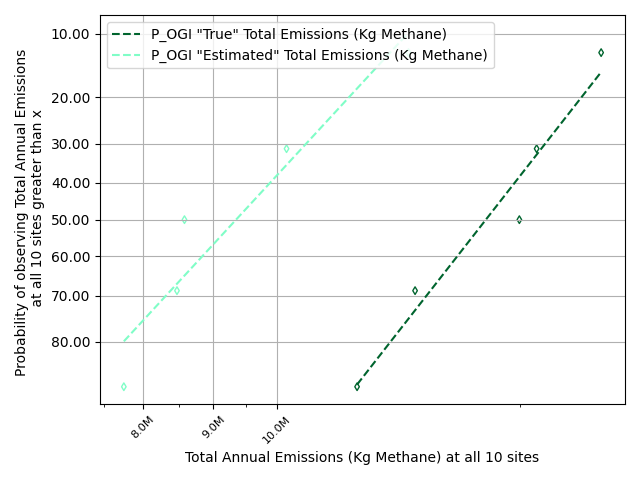 P_OGI "True" Total Emissions (Kg Methane)
P_OGI "Estimated" Total Emissions (Kg Methane)
10.00
20.00
30.00
40.00
50.00
60.00
70.00
80.00
Probability of observing Total Annual Emissions
at all 10 sites greater than x
8.0M
9.0M
10.0M
Total Annual Emissions (Kg Methane) at all 10 sites